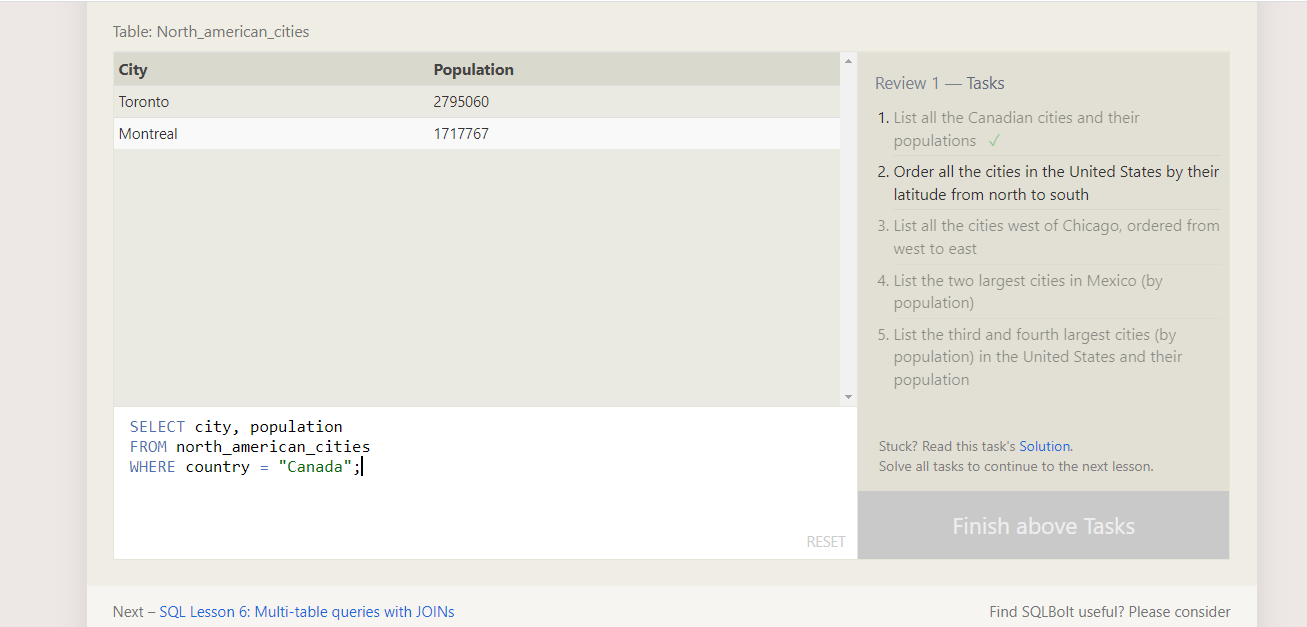 Table: North_american_cities
City Population
Toronto 2795060
Montreal 1717767
Review 1 — Tasks
1. List all the Canadian cities and their
populations ✓
2. Order all the cities in the United States by their
latitude from north to south
3. List all the cities west of Chicago, ordered from
west to east
4. List the two largest cities in Mexico (by
population)
5. List the third and fourth largest cities (by
population) in the United States and their
population
SELECT city, population
FROM north_american_cities
WHERE country = "Canada";
RESET
Stuck? Read this task's Solution.
Solve all tasks to continue to the next lesson.
Finish above Tasks
Next – SQL Lesson 6: Multi-table queries with JOINs
Find SQLBolt useful? Please consider